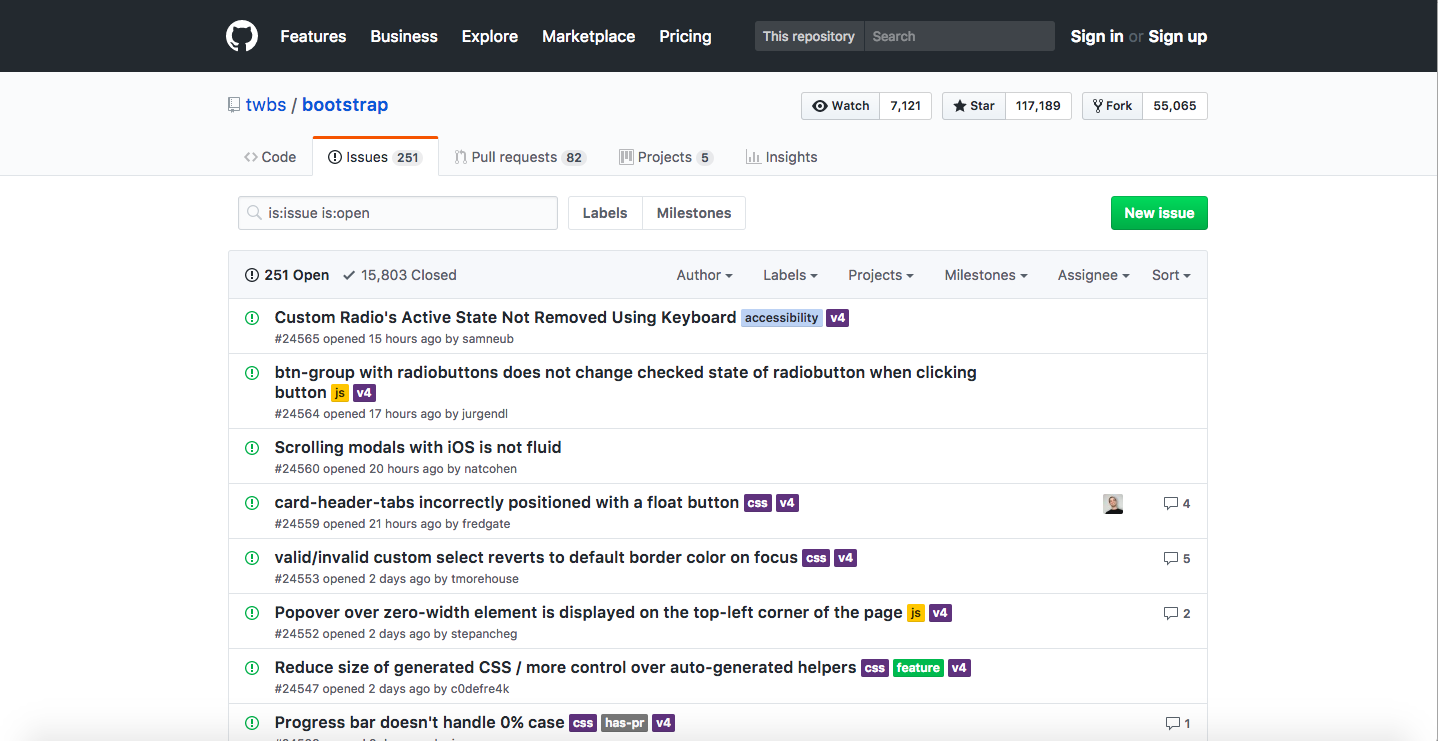 Features Business Explore Marketplace Pricing This repository Search Sign in or Sign up
twbs / bootstrap Watch 7,121 Star 117,189 Fork 55,065
Code Issues 251 Pull requests 82 Projects 5 Insights
is:issue is:open Labels Milestones New issue
251 Open 15,803 Closed Author Labels Projects Milestones Assignee Sort
Custom Radio's Active State Not Removed Using Keyboard accessibility v4
#24565 opened 15 hours ago by samneub
btn-group with radiobuttons does not change checked state of radiobutton when clicking
button js v4
#24564 opened 17 hours ago by jurgendl
Scrolling modals with iOS is not fluid
#24560 opened 20 hours ago by natcohen
card-header-tabs incorrectly positioned with a float button css v4 4
#24559 opened 21 hours ago by fredgate
valid/invalid custom select reverts to default border color on focus css v4 5
#24553 opened 2 days ago by tmorehouse
Popover over zero-width element is displayed on the top-left corner of the page js v4 2
#24552 opened 2 days ago by stepancheg
Reduce size of generated CSS / more control over auto-generated helpers css feature v4
#24547 opened 2 days ago by c0defre4k
Progress bar doesn't handle 0% case css has-pr v4 1